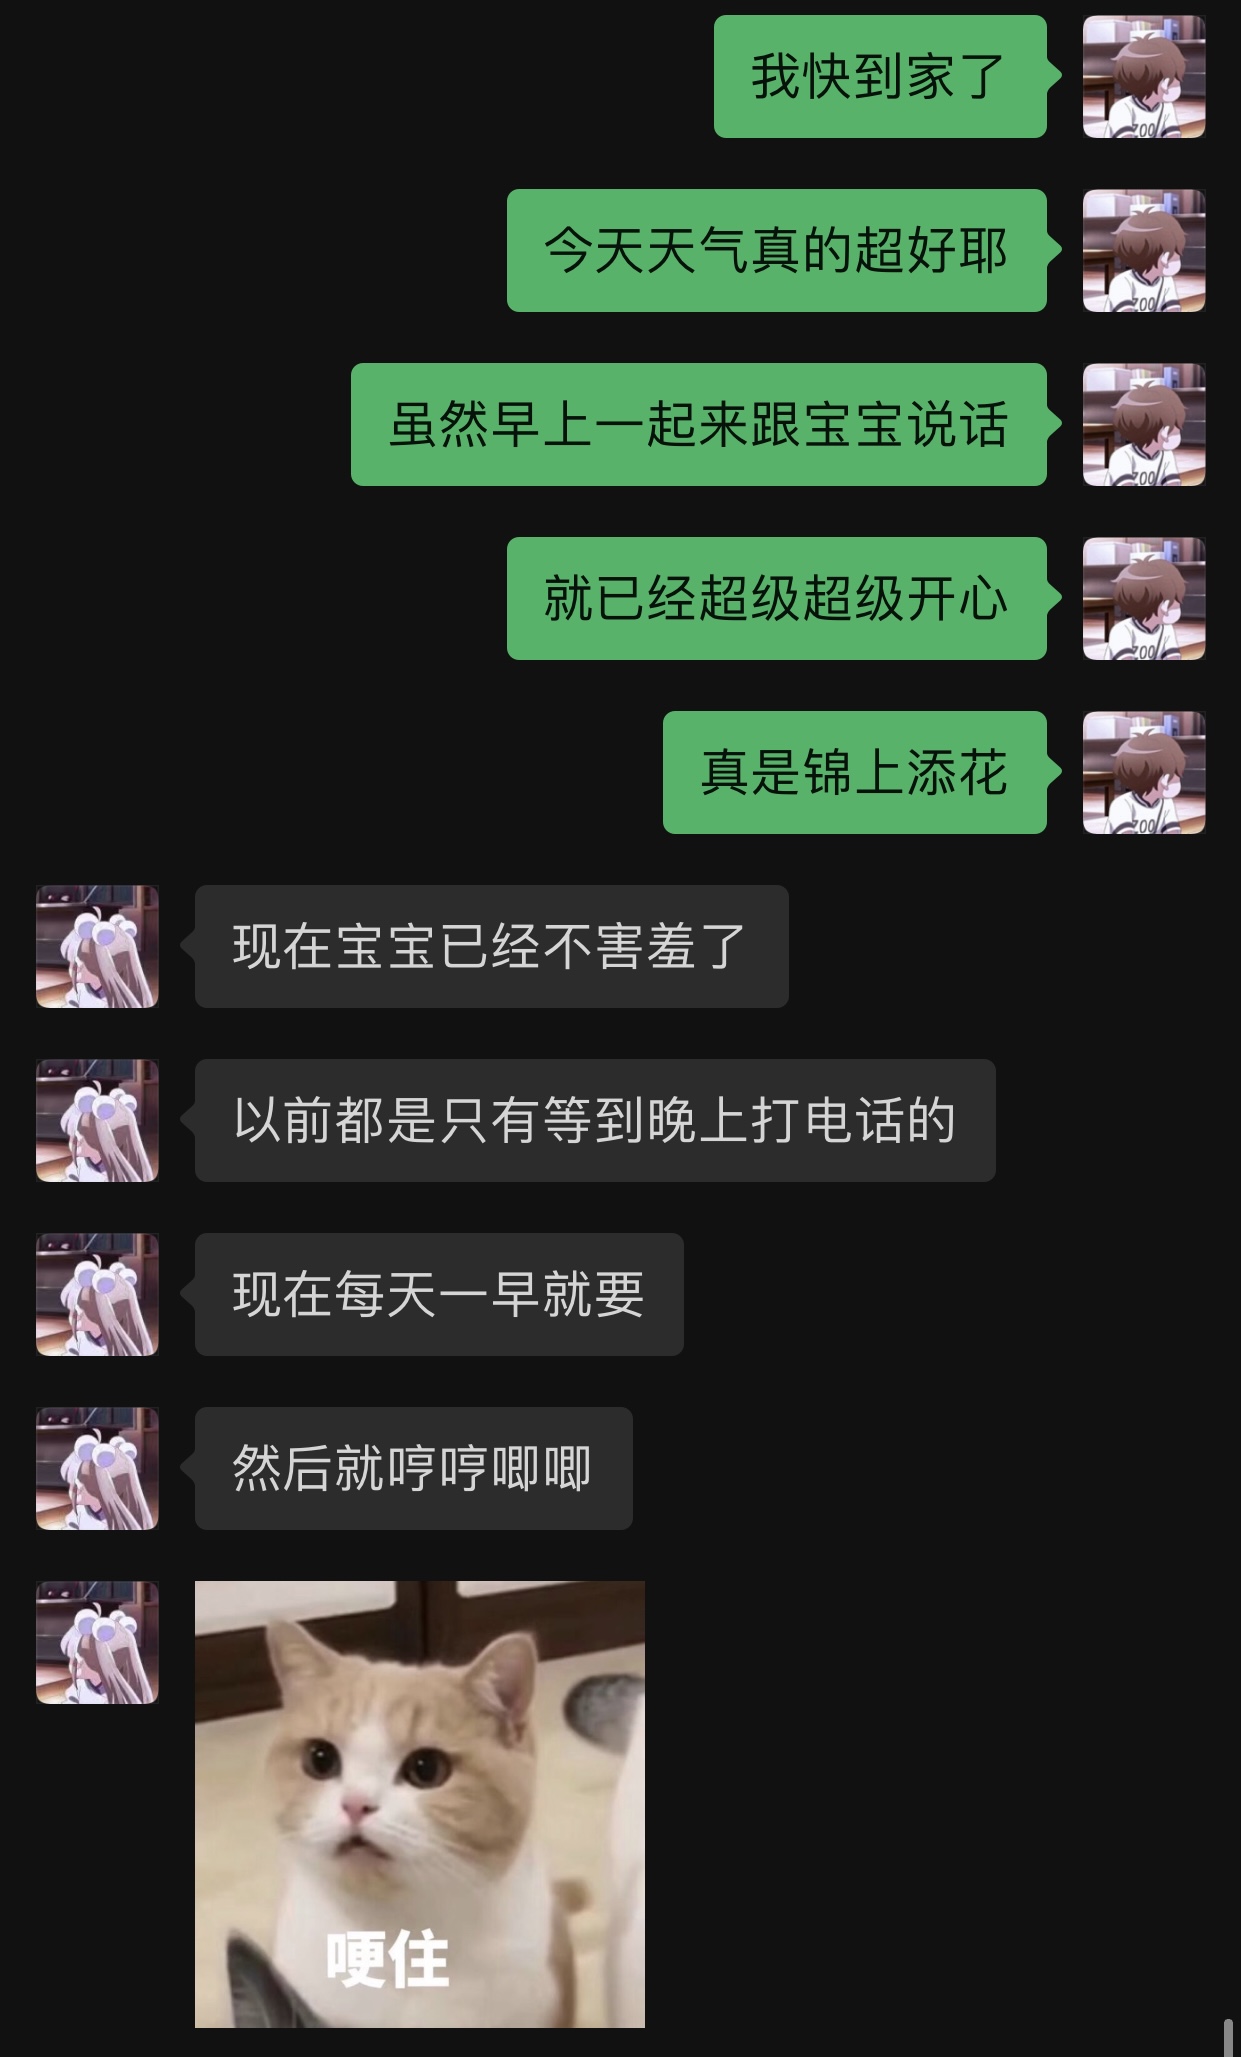 我快到家了
今天天气真的超好耶
虽然早上一起来跟宝宝说话
就已经超级超级开心
真是锦上添花
现在宝宝已经不害羞了
以前都是只有等到晚上打电话的
现在每天一早就要
然后就哼哼唧唧
哽住